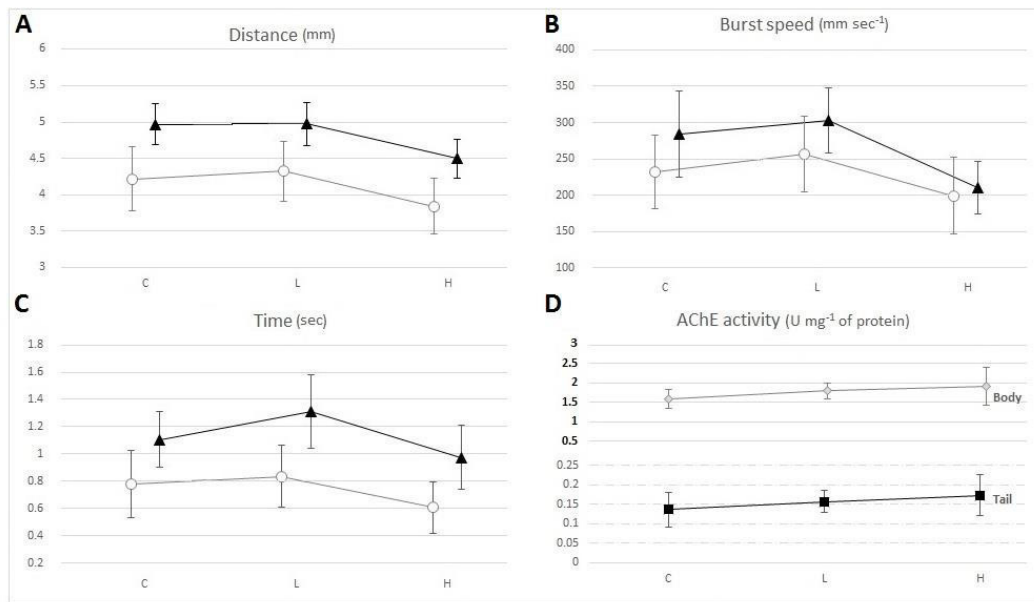 A
Distance (mm)
6
5.5
5
4.5
4
3.5
3
C L H
B
Burst speed (mm sec⁻¹)
400
350
300
250
200
150
100
C L H
C
Time (sec)
1.8
1.6
1.4
1.2
1
0.8
0.6
0.4
0.2
C L H
D
AChE activity (U mg⁻¹ of protein)
3
2.5
2
1.5
1
0.5
0.25
0.2
0.15
0.1
0.05
0
Body
Tail
C L H